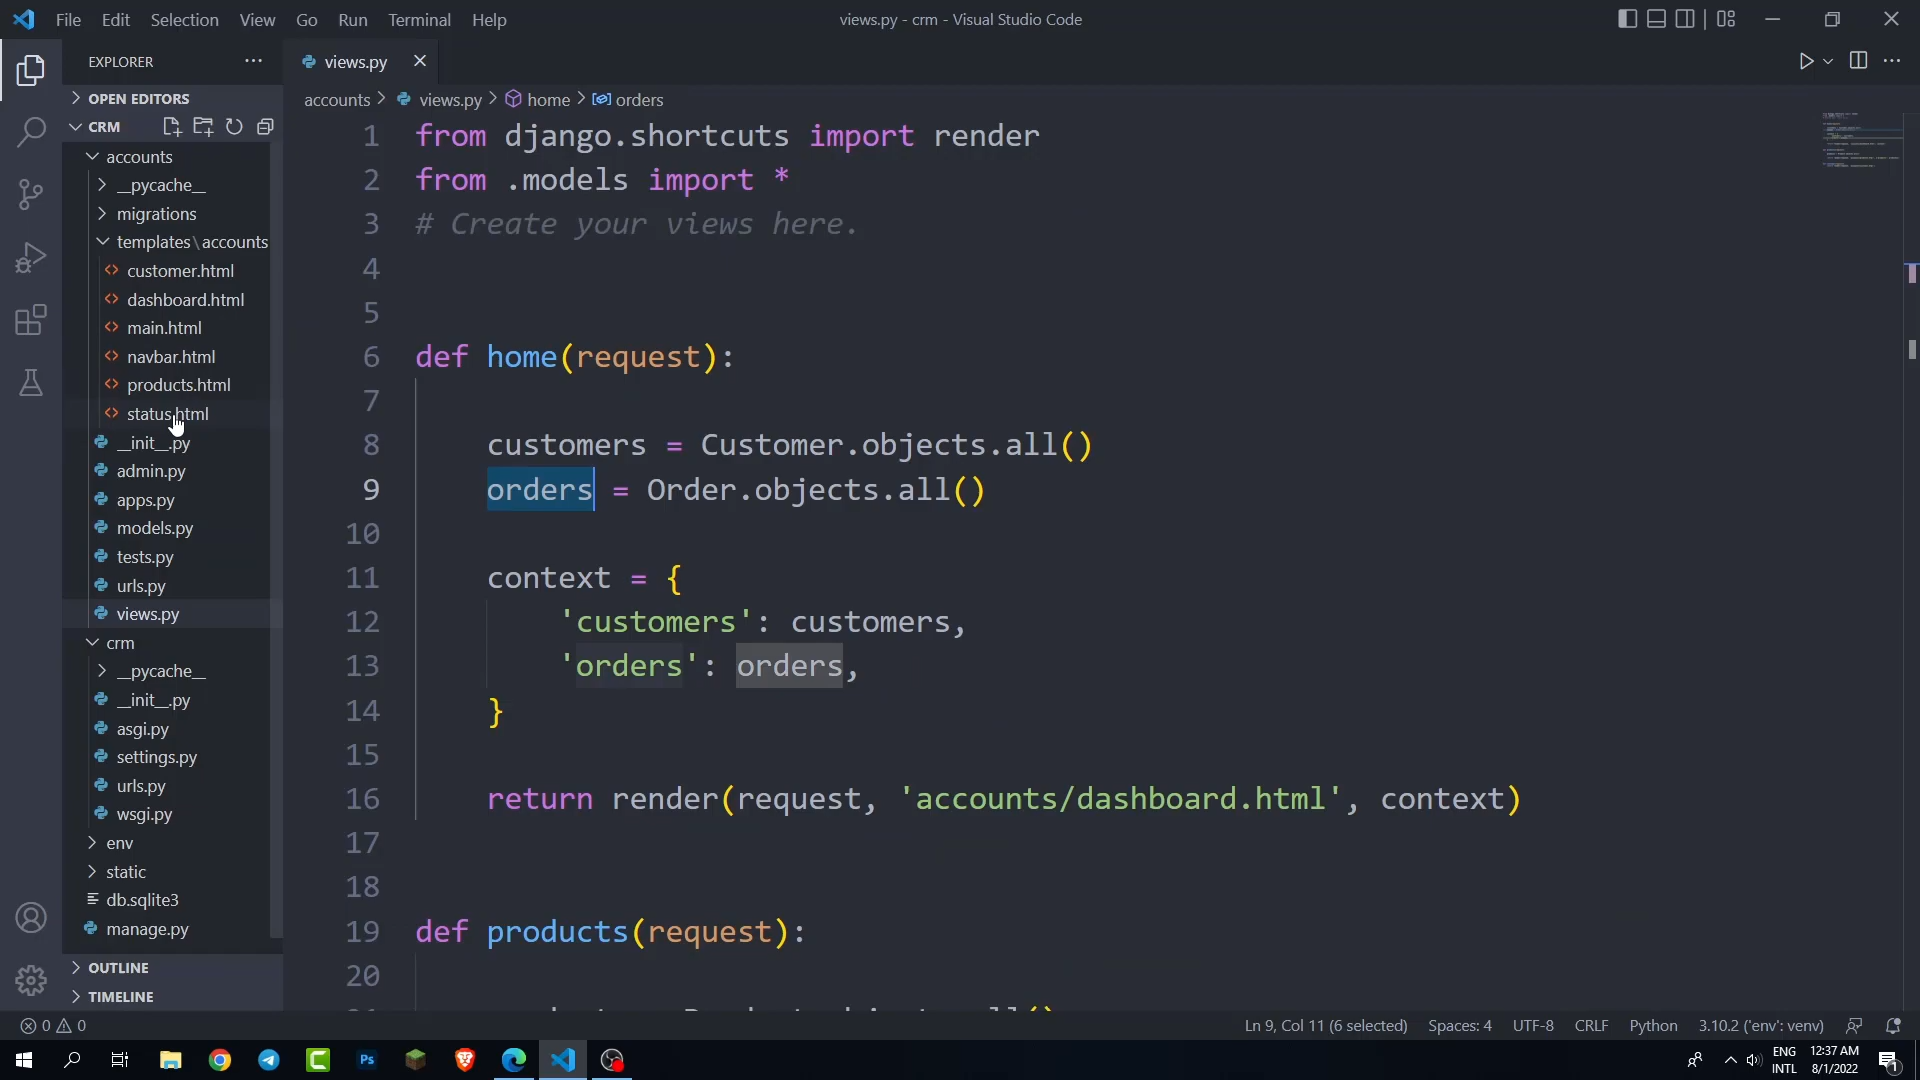 File Edit Selection View Go Run Terminal Help
views.py - crm - Visual Studio Code
EXPLORER
views.py
OPEN EDITORS
accounts > views.py > home > orders
CRM
accounts
__pycache__
migrations
templates\accounts
customer.html
dashboard.html
main.html
navbar.html
products.html
status.html
__init__.py
admin.py
apps.py
models.py
tests.py
urls.py
views.py
crm
__pycache__
__init__.py
asgi.py
settings.py
urls.py
wsgi.py
env
static
db.sqlite3
manage.py
OUTLINE
TIMELINE
1 from django.shortcuts import render
2 from .models import *
3 # Create your views here.
4
5
6 def home(request):
7
8 customers = Customer.objects.all()
9 orders = Order.objects.all()
10
11 context = {
12 'customers': customers,
13 'orders': orders,
14 }
15
16 return render(request, 'accounts/dashboard.html', context)
17
18
19 def products(request):
20
0 0
Ln 9, Col 11 (6 selected) Spaces: 4 UTF-8 CRLF Python 3.10.2 ('env': venv)
Ps
ENG
INTL
12:37 AM
8/1/2022
1